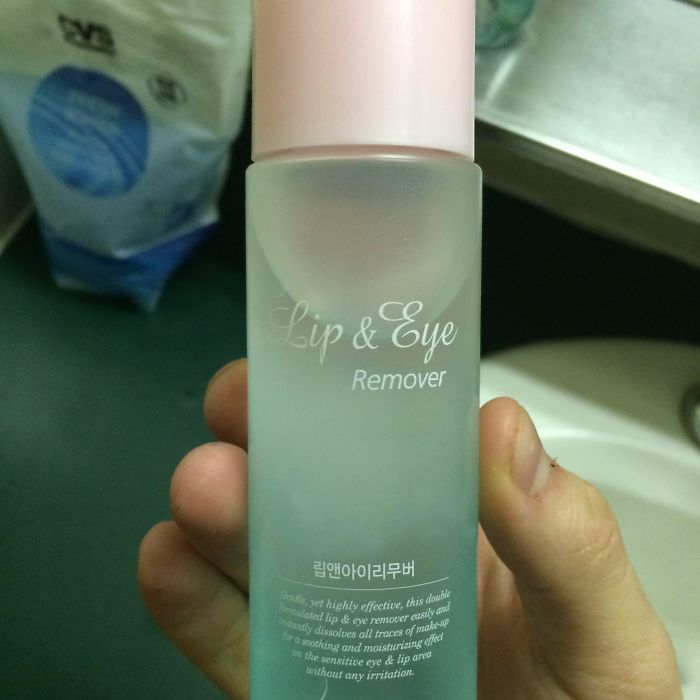 CVS
Lip & Eye
Remover
립앤아이리무버
Gentle, yet highly effective, this double
formulated lip & eye remover easily and
instantly dissolves all traces of make-up
for a soothing and moisturizing effect
on the sensitive eye & lip area
without any irritation.